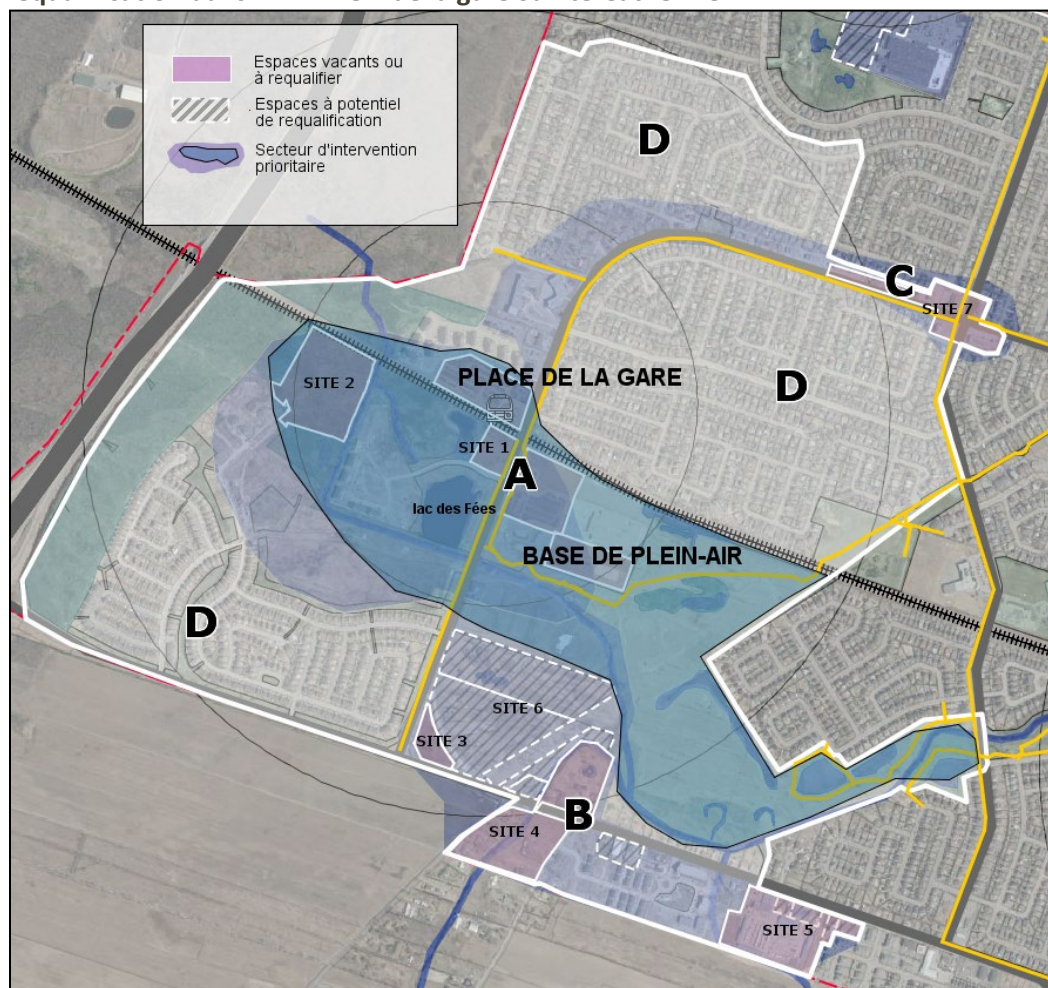 Espaces vacants ou
à requalifier
Espaces à potentiel
de requalification
Secteur d'intervention
prioritaire
D
C
SITE 7
PLACE DE LA GARE
SITE 2
D
SITE 1
A
lac des Fées
BASE DE PLEIN-AIR
D
SITE 6
SITE 3
B
SITE 4
SITE 5